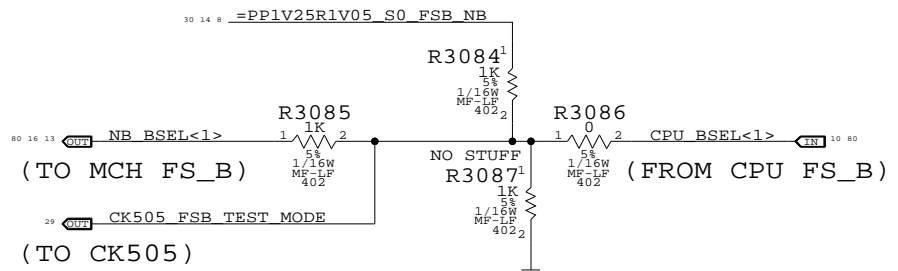 30 14 8 =PP1V25R1V05_S0_FSB_NB
R3084 1
1K
5%
1/16W
MF-LF
402 2
R3085
1K
1 2
5%
1/16W
MF-LF
402
R3086
0
1 2
5%
1/16W
MF-LF
402
80 16 13 OUT NB_BSEL<1>
CPU_BSEL<1> IN 10 80
(TO MCH FS_B)
(FROM CPU FS_B)
NO STUFF
R3087 1
1K
5%
1/16W
MF-LF
402 2
29 OUT CK505_FSB_TEST_MODE
(TO CK505)